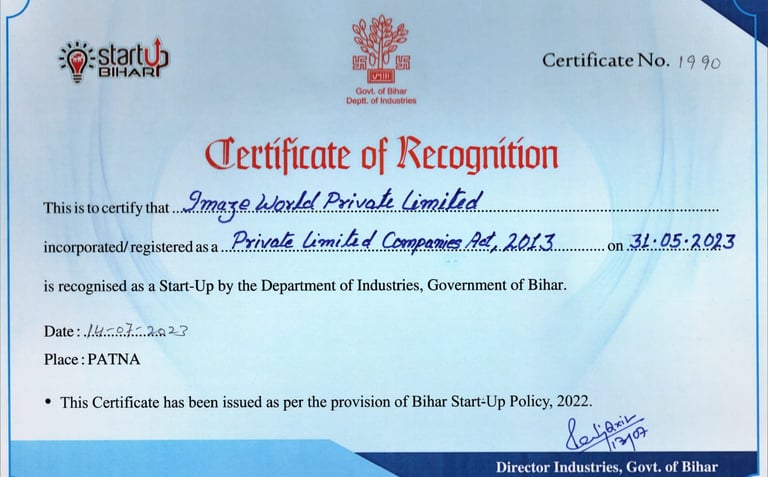 startUp
BIHAR
Govt. of Bihar
Deptt. of Industries
Certificate No. 1990
Certificate of Recognition
This is to certify that Imaze World Private Limited
incorporated/ registered as a Private Limited Companies Act, 2013 on 31.05.2023
is recognised as a Start-Up by the Department of Industries, Government of Bihar.
Date : 14-07-2023
Place : PATNA
• This Certificate has been issued as per the provision of Bihar Start-Up Policy, 2022.
17/07
Director Industries, Govt. of Bihar